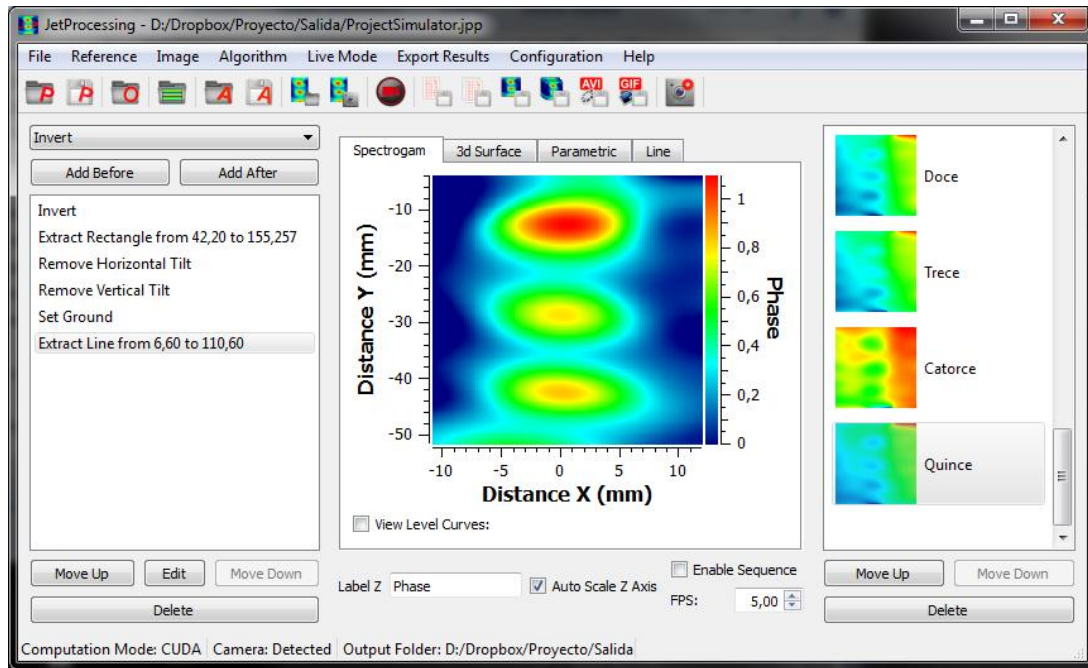 JetProcessing - D:/Dropbox/Proyecto/Salida/ProjectSimulator.jpp
File Reference Image Algorithm Live Mode Export Results Configuration Help
P P O A A AVI GIF
Invert
Add Before Add After
Invert
Extract Rectangle from 42,20 to 155,257
Remove Horizontal Tilt
Remove Vertical Tilt
Set Ground
Extract Line from 6,60 to 110,60
Move Up Edit Move Down
Delete
Spectrogam 3d Surface Parametric Line
Distance Y (mm)
-10
-20
-30
-40
-50
-10 -5 0 5 10
Distance X (mm)
1
0,8
0,6
0,4
0,2
0
Phase
View Level Curves:
Label Z Phase Auto Scale Z Axis
Enable Sequence
FPS: 5,00
Doce
Trece
Catorce
Quince
Move Up Move Down
Delete
Computation Mode: CUDA Camera: Detected Output Folder: D:/Dropbox/Proyecto/Salida